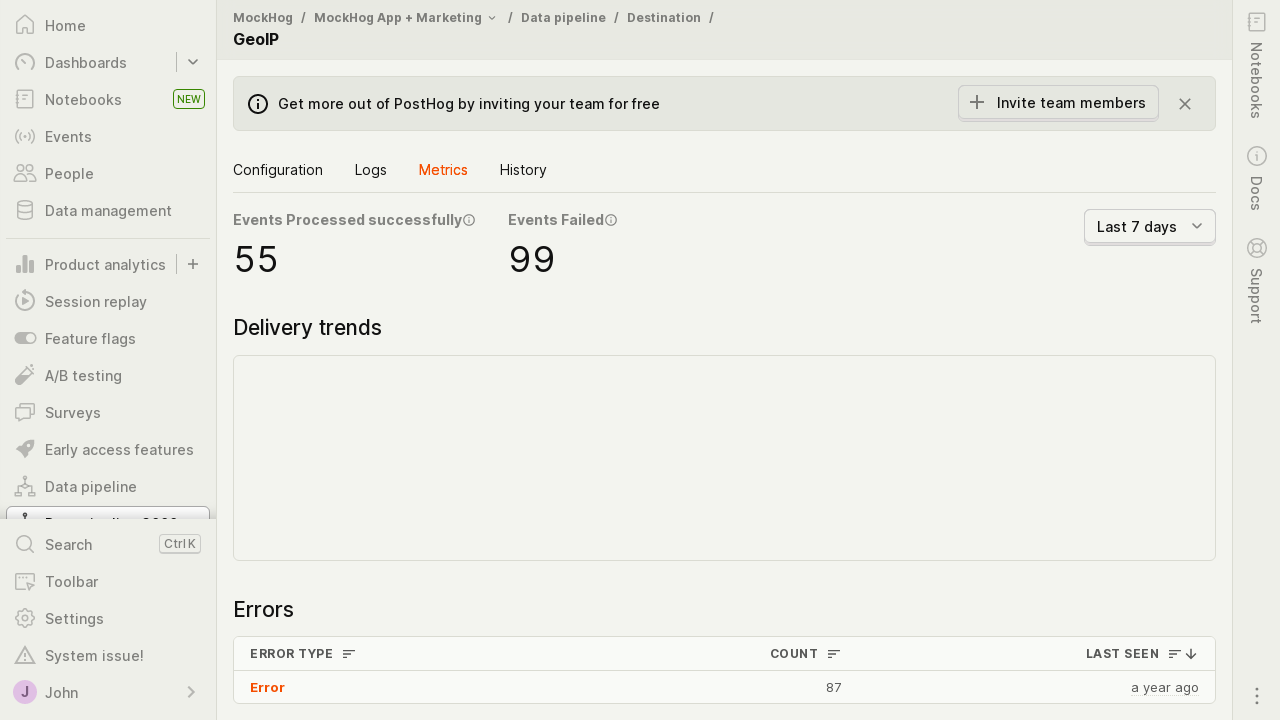 Home
Dashboards
Notebooks
NEW
Events
People
Data management
Product analytics
Session replay
Feature flags
A/B testing
Surveys
Early access features
Data pipeline
Search
Ctrl K
Toolbar
Settings
System issue!
J
John
MockHog / MockHog App + Marketing / Data pipeline / Destination /
GeoIP
Get more out of PostHog by inviting your team for free
Invite team members
Configuration
Logs
Metrics
History
Events Processed successfully
55
Events Failed
99
Last 7 days
Delivery trends
Errors
ERROR TYPE
COUNT
LAST SEEN
Error
87
a year ago
Notebooks
Docs
Support